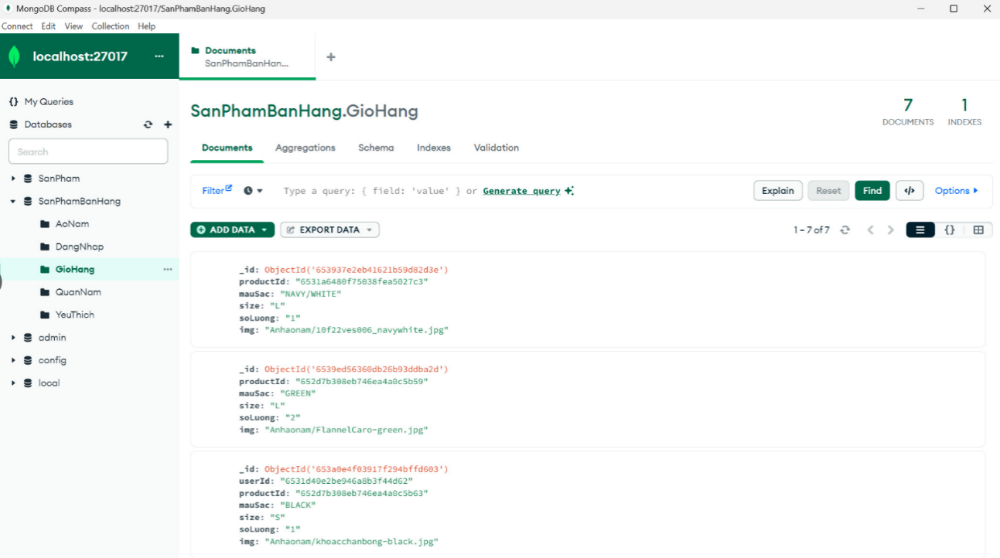 MongoDB Compass - localhost:27017/SanPhamBanHang.GioHang
Connect Edit View Collection Help
localhost:27017 ...
Documents
SanPhamBanHan...
My Queries
Databases
Search
SanPham
SanPhamBanHang
AoNam
DangNhap
GioHang
QuanNam
YeuThich
admin
config
local
SanPhamBanHang.GioHang
7
DOCUMENTS
1
INDEXES
Documents Aggregations Schema Indexes Validation
Filter Type a query: { field: 'value' } or Generate query Explain Reset Find </> Options
ADD DATA EXPORT DATA 1 – 7 of 7 {}
_id: ObjectId('653937e2eb41621b59d82d3e')
productId: "6531a6480f75038fea5027c3"
mauSac: "NAVY/WHITE"
size: "L"
soLuong: "1"
img: "Anhaonam/10f22ves006_navywhite.jpg"
_id: ObjectId('6539ed56360db26b93ddba2d')
productId: "652d7b308eb746ea4a0c5b59"
mauSac: "GREEN"
size: "L"
soLuong: "2"
img: "Anhaonam/FlannelCaro-green.jpg"
_id: ObjectId('653a0e4f03917f294bffd603')
userId: "6531d40e2be946a8b3f44d62"
productId: "652d7b308eb746ea4a0c5b63"
mauSac: "BLACK"
size: "S"
soLuong: "1"
img: "Anhaonam/khoacchanbong-black.jpg"